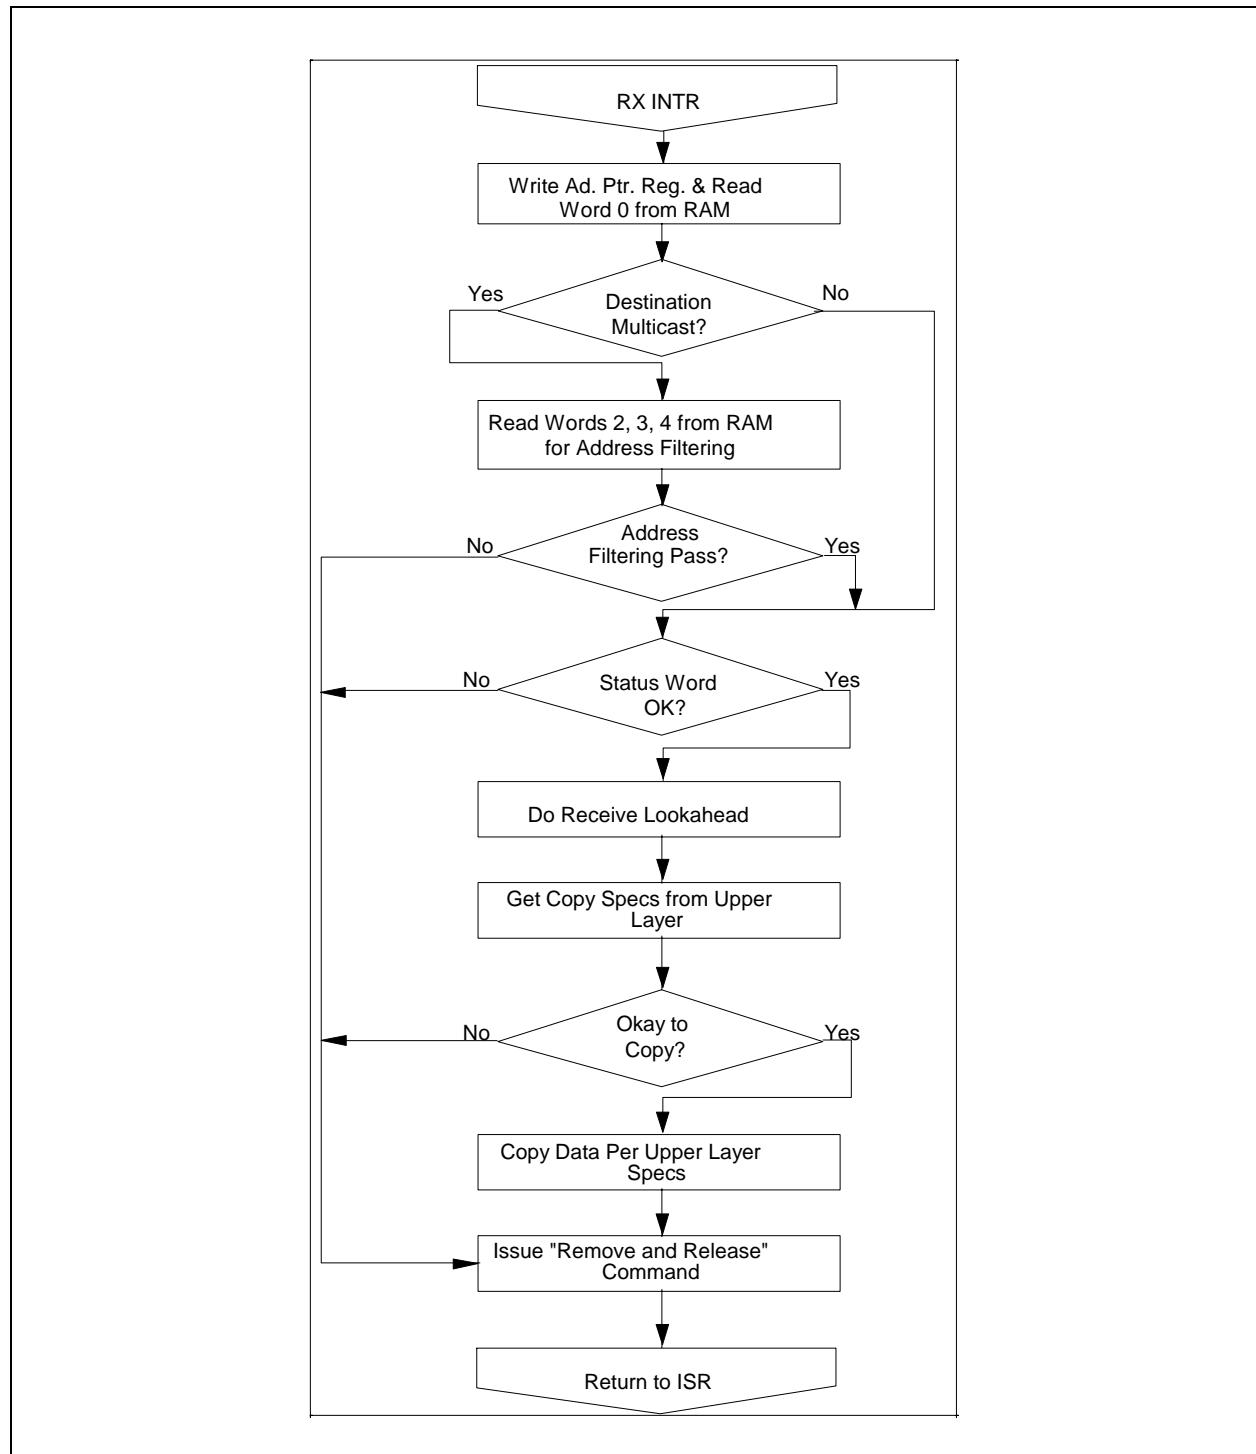 RX INTR
Write Ad. Ptr. Reg. & Read
Word 0 from RAM
Yes
No
Destination
Multicast?
Read Words 2, 3, 4 from RAM
for Address Filtering
No
Address
Filtering Pass?
Yes
No
Status Word
OK?
Yes
Do Receive Lookahead
Get Copy Specs from Upper
Layer
No
Okay to
Copy?
Yes
Copy Data Per Upper Layer
Specs
Issue "Remove and Release"
Command
Return to ISR